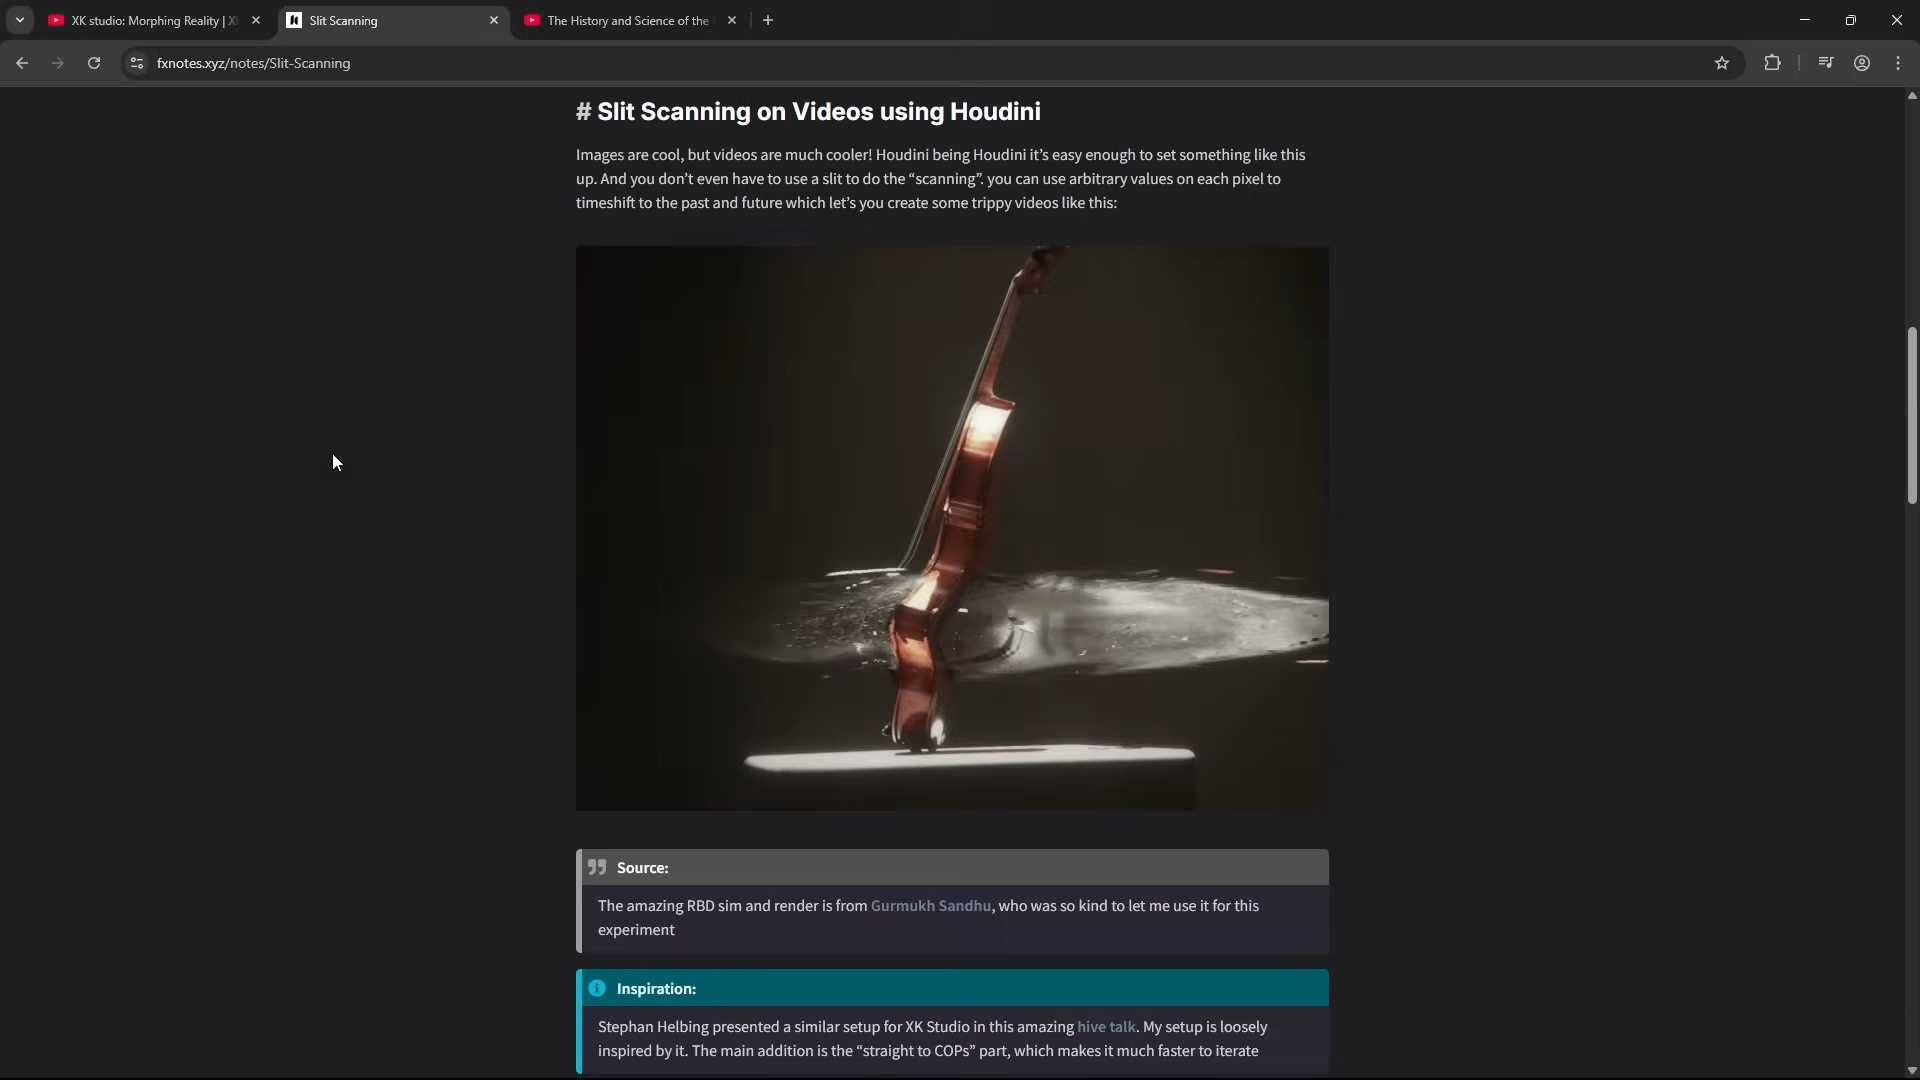 XK studio: Morphing Reality | X
Slit Scanning
The History and Science of the
fxnotes.xyz/notes/Slit-Scanning
# Slit Scanning on Videos using Houdini
Images are cool, but videos are much cooler! Houdini being Houdini it's easy enough to set something like this
up. And you don't even have to use a slit to do the “scanning”. you can use arbitrary values on each pixel to
timeshift to the past and future which let's you create some trippy videos like this:
Source:
The amazing RBD sim and render is from Gurmukh Sandhu, who was so kind to let me use it for this
experiment
Inspiration:
Stephan Helbing presented a similar setup for XK Studio in this amazing hive talk. My setup is loosely
inspired by it. The main addition is the “straight to COPs” part, which makes it much faster to iterate